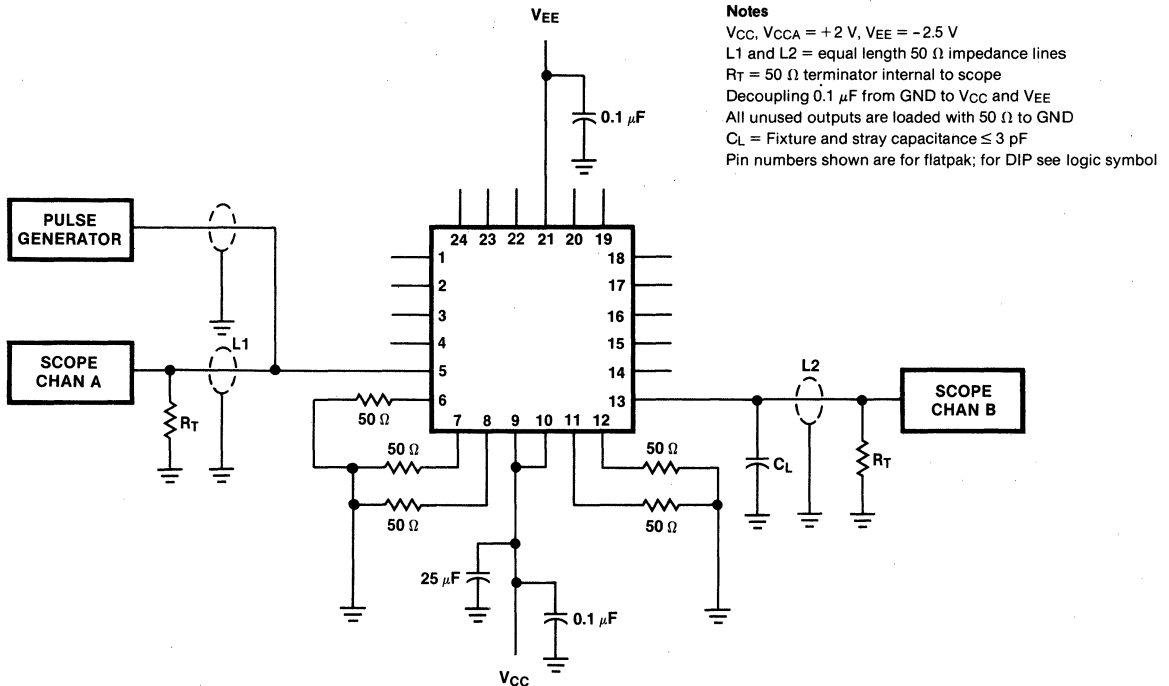 VEE
Notes
VCC, VCCA = +2 V, VEE = -2.5 V
L1 and L2 = equal length 50 Ω impedance lines
RT = 50 Ω terminator internal to scope
Decoupling 0.1 μF from GND to VCC and VEE
All unused outputs are loaded with 50 Ω to GND
CL = Fixture and stray capacitance ≤ 3 pF
Pin numbers shown are for flatpak; for DIP see logic symbol
0.1 μF
PULSE
GENERATOR
24 23 22 21 20 19
1
2
3
4
5
6
18
17
16
15
14
13
7 8 9 10 11 12
L1
SCOPE
CHAN A
RT
50 Ω
50 Ω
50 Ω
50 Ω
50 Ω
L2
SCOPE
CHAN B
CL
RT
25 μF
0.1 μF
VCC